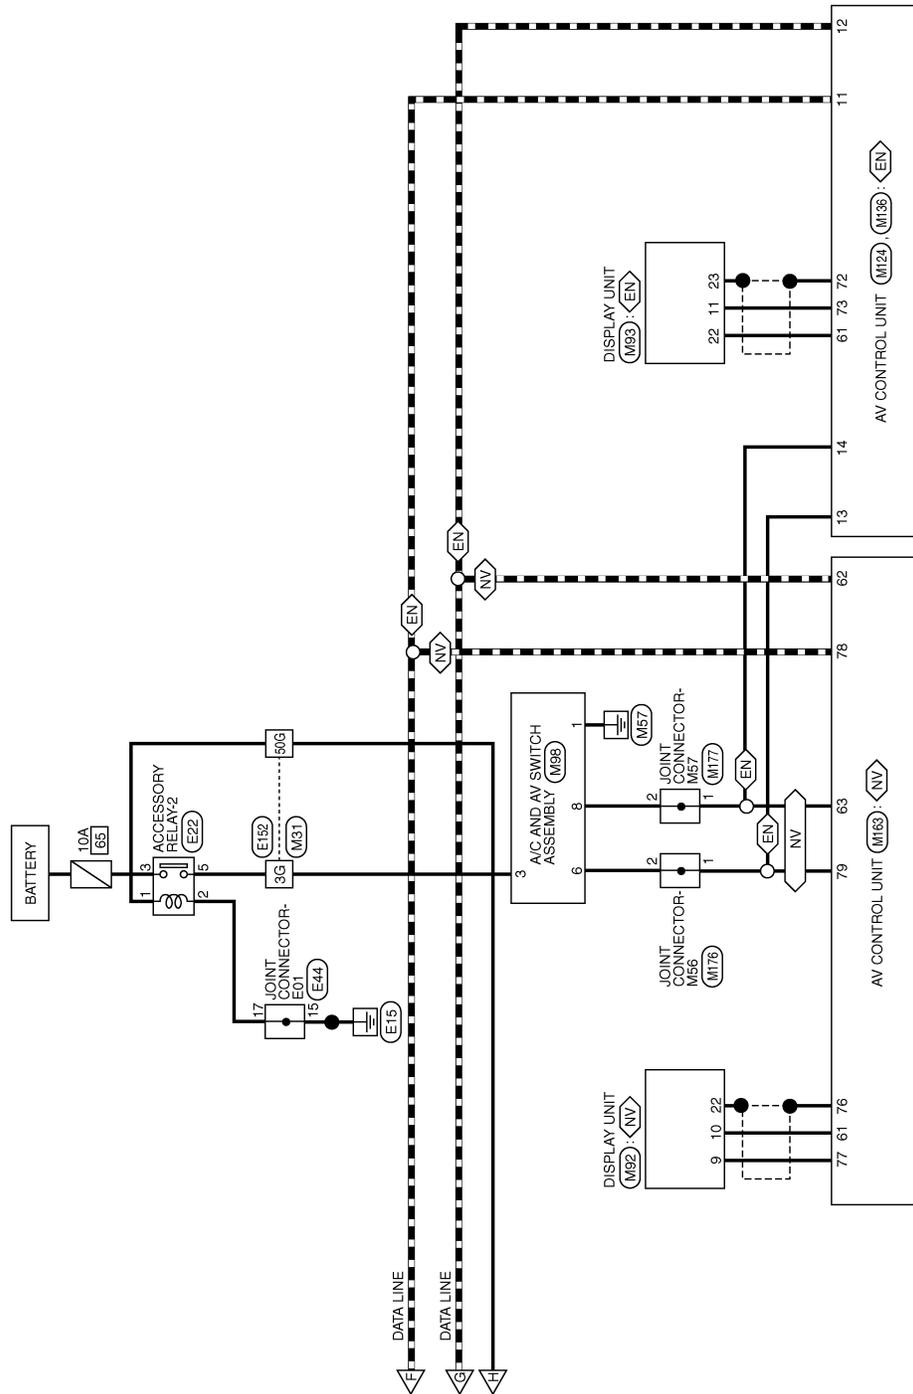 BATTERY
10A
65
ACCESSORY
RELAY-2
E22
1
3
2
5
E152
M31
3G
50G
JOINT
CONNECTOR-
E01
E44
17
15
E15
DATA LINE
F
DATA LINE
G
H
EN
NV
EN
NV
A/C AND AV SWITCH
ASSEMBLY
M98
3
6
8
1
M57
JOINT
CONNECTOR-
M56
M176
2
1
JOINT
CONNECTOR-
M57
M177
2
1
EN
EN
NV
DISPLAY UNIT
M92 : NV
9
10
22
DISPLAY UNIT
M93 : EN
22
11
23
77
61
76
79
63
78
62
AV CONTROL UNIT M163 : NV
13
14
61
73
72
11
12
AV CONTROL UNIT M124 , M136 : EN